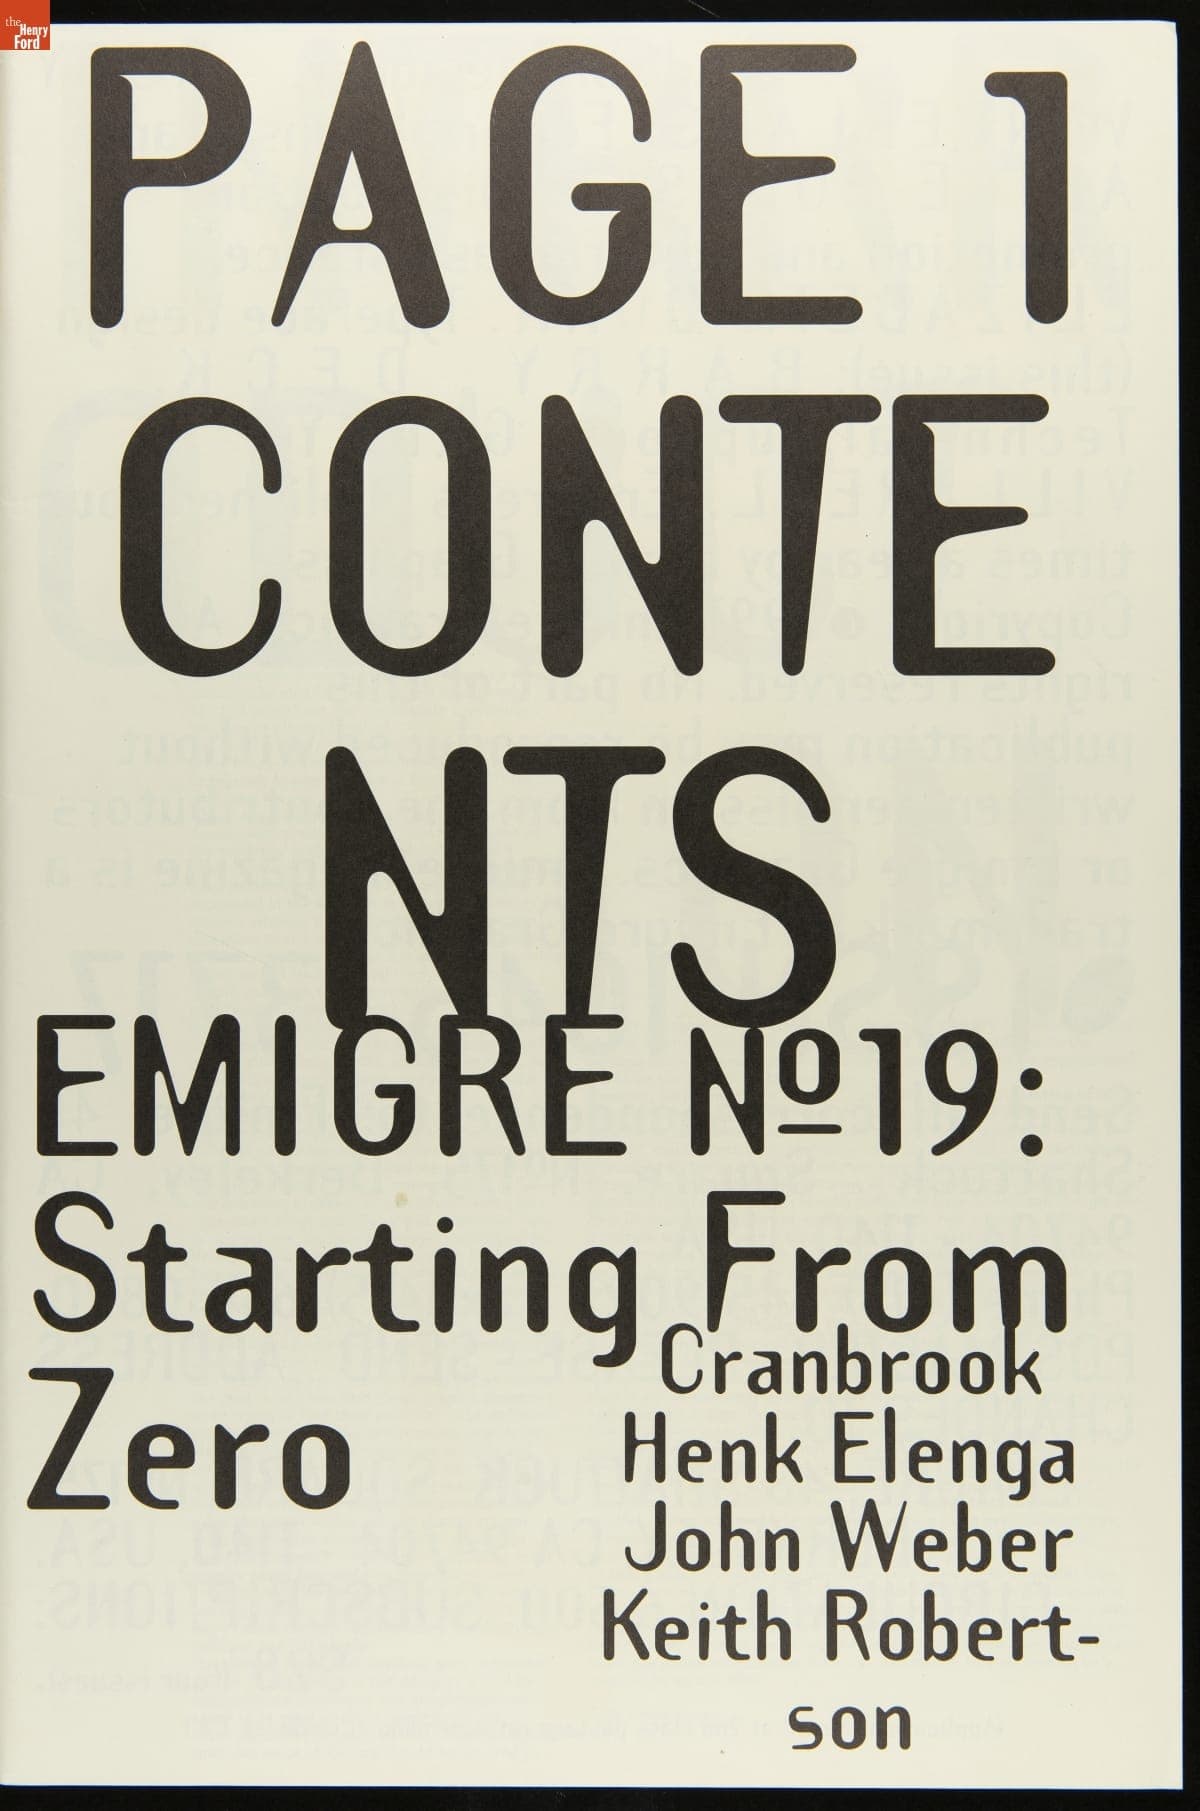 the
Henry
Ford
PAGE 1
CONTE
NTS
EMIGRE Nº19:
Starting From
Zero
Cranbrook
Henk Elenga
John Weber
Keith Robert-
son